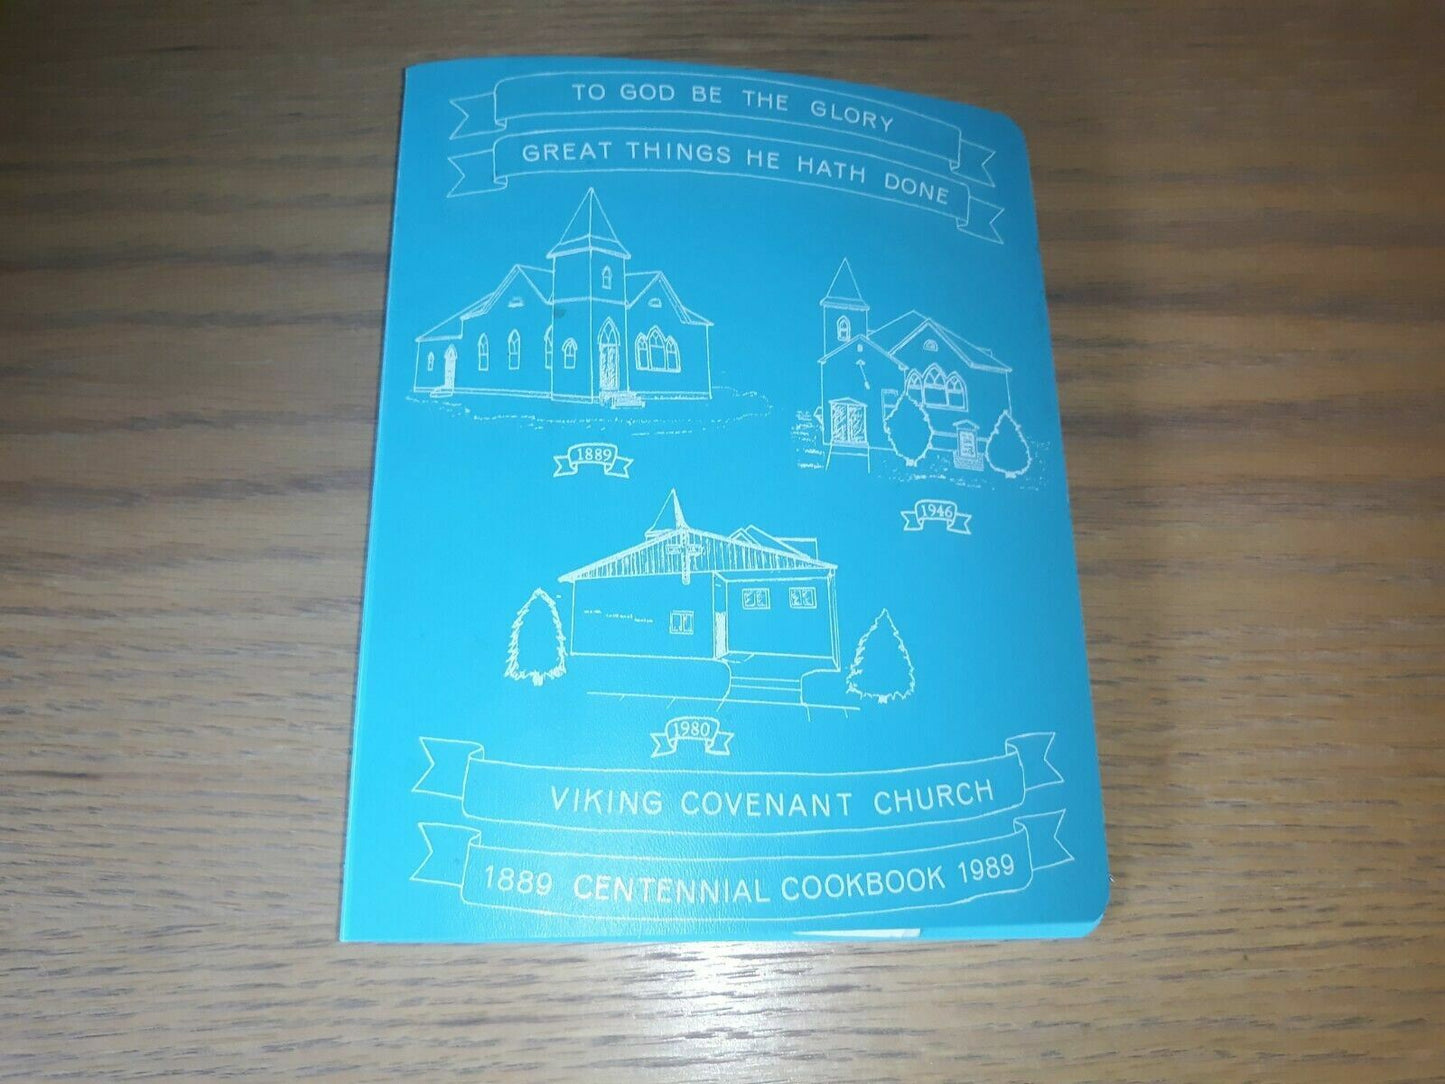 TO GOD BE THE GLORY
GREAT THINGS HE HATH DONE
1889
1946
1980
VIKING COVENANT CHURCH
1889 CENTENNIAL COOKBOOK 1989